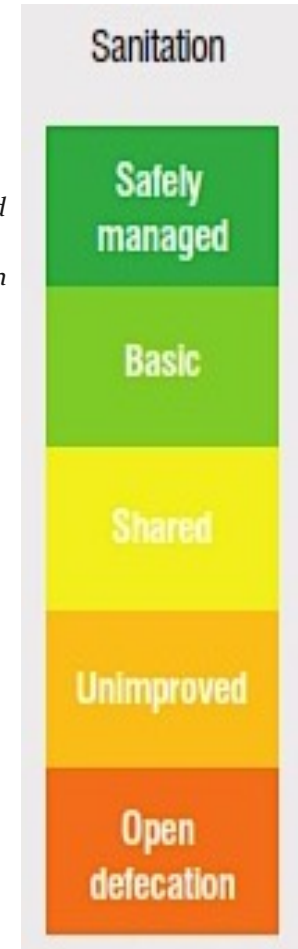 Sanitation
Safely
managed
Basic
Shared
Unimproved
Open
defecation